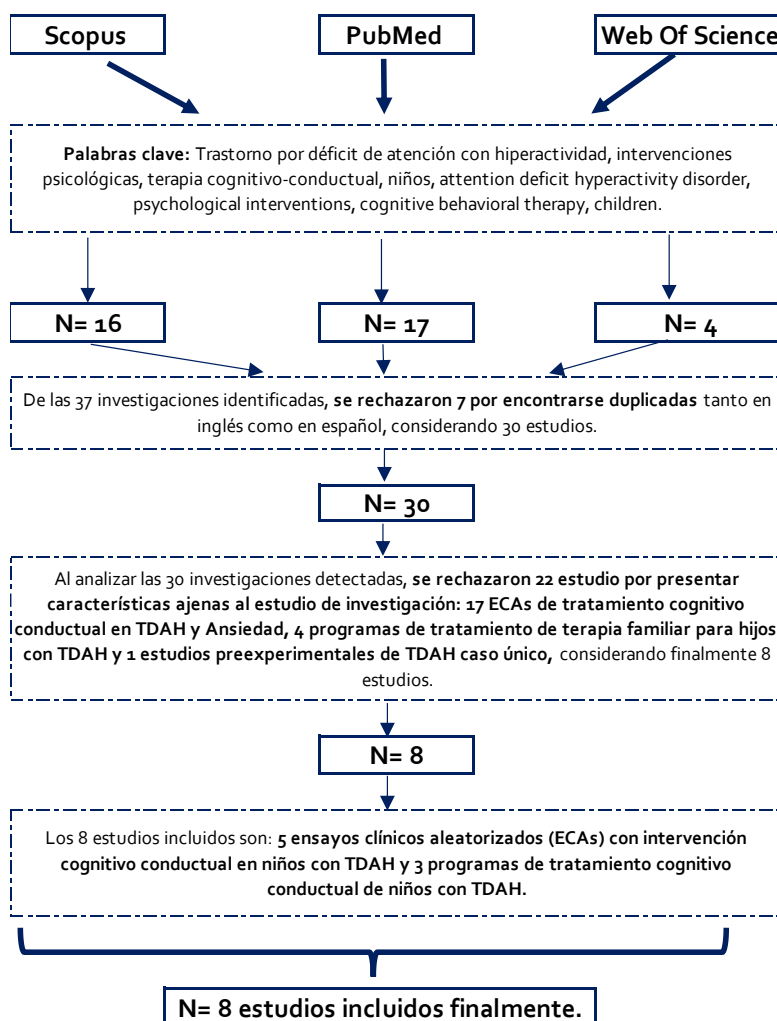 Scopus
PubMed
Web Of Science
Palabras clave: Trastorno por déficit de atención con hiperactividad, intervenciones
psicológicas, terapia cognitivo-conductual, niños, attention deficit hyperactivity disorder,
psychological interventions, cognitive behavioral therapy, children.
N= 16
N= 17
N= 4
De las 37 investigaciones identificadas, se rechazaron 7 por encontrarse duplicadas tanto en
inglés como en español, considerando 30 estudios.
N= 30
Al analizar las 30 investigaciones detectadas, se rechazaron 22 estudio por presentar
características ajenas al estudio de investigación: 17 ECAs de tratamiento cognitivo
conductual en TDAH y Ansiedad, 4 programas de tratamiento de terapia familiar para hijos
con TDAH y 1 estudios preexperimentales de TDAH caso único, considerando finalmente 8
estudios.
N= 8
Los 8 estudios incluidos son: 5 ensayos clínicos aleatorizados (ECAs) con intervención
cognitivo conductual en niños con TDAH y 3 programas de tratamiento cognitivo
conductual de niños con TDAH.
N= 8 estudios incluidos finalmente.